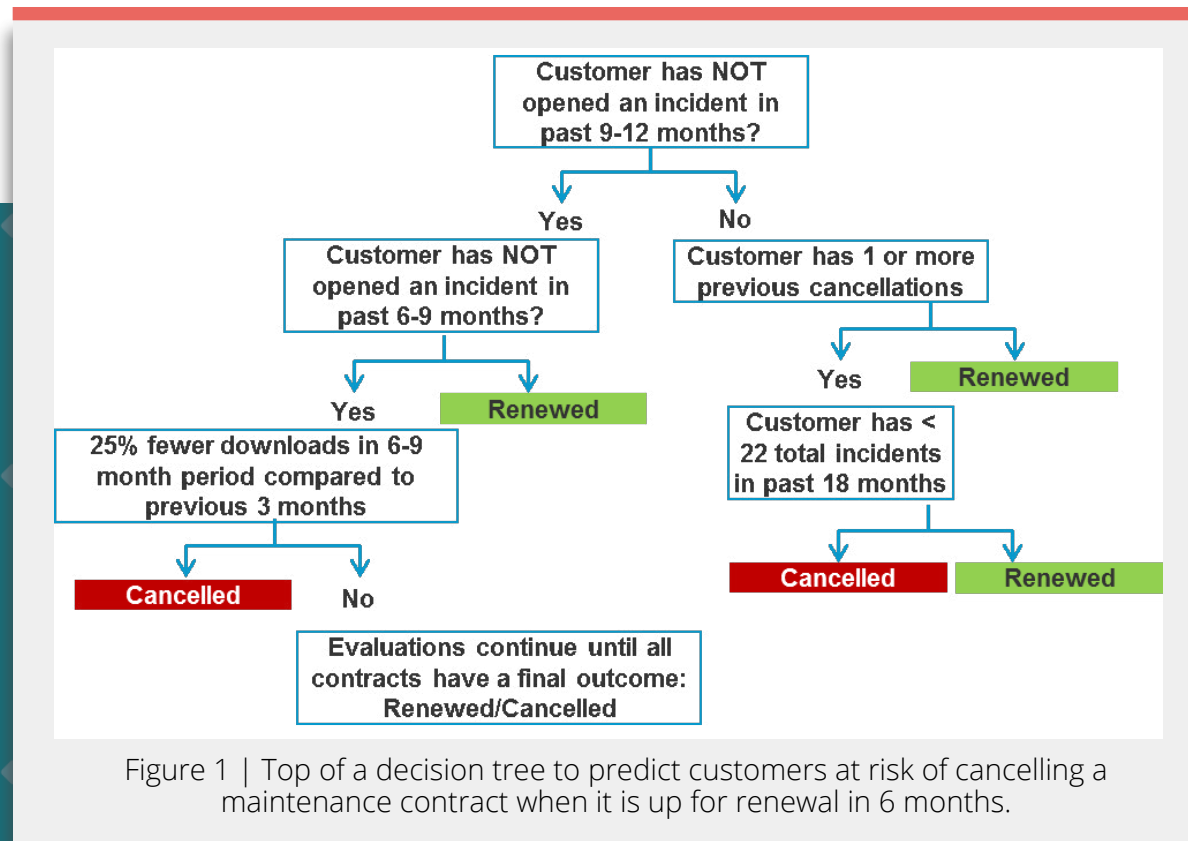 Customer has NOT
opened an incident in
past 9-12 months?
Yes
No
Customer has NOT
opened an incident in
past 6-9 months?
Customer has 1 or more
previous cancellations
Yes
Renewed
Yes
Renewed
25% fewer downloads in 6-9
month period compared to
previous 3 months
Customer has <
22 total incidents
in past 18 months
Cancelled
No
Cancelled
Renewed
Evaluations continue until all
contracts have a final outcome:
Renewed/Cancelled
Figure 1 | Top of a decision tree to predict customers at risk of cancelling a
maintenance contract when it is up for renewal in 6 months.